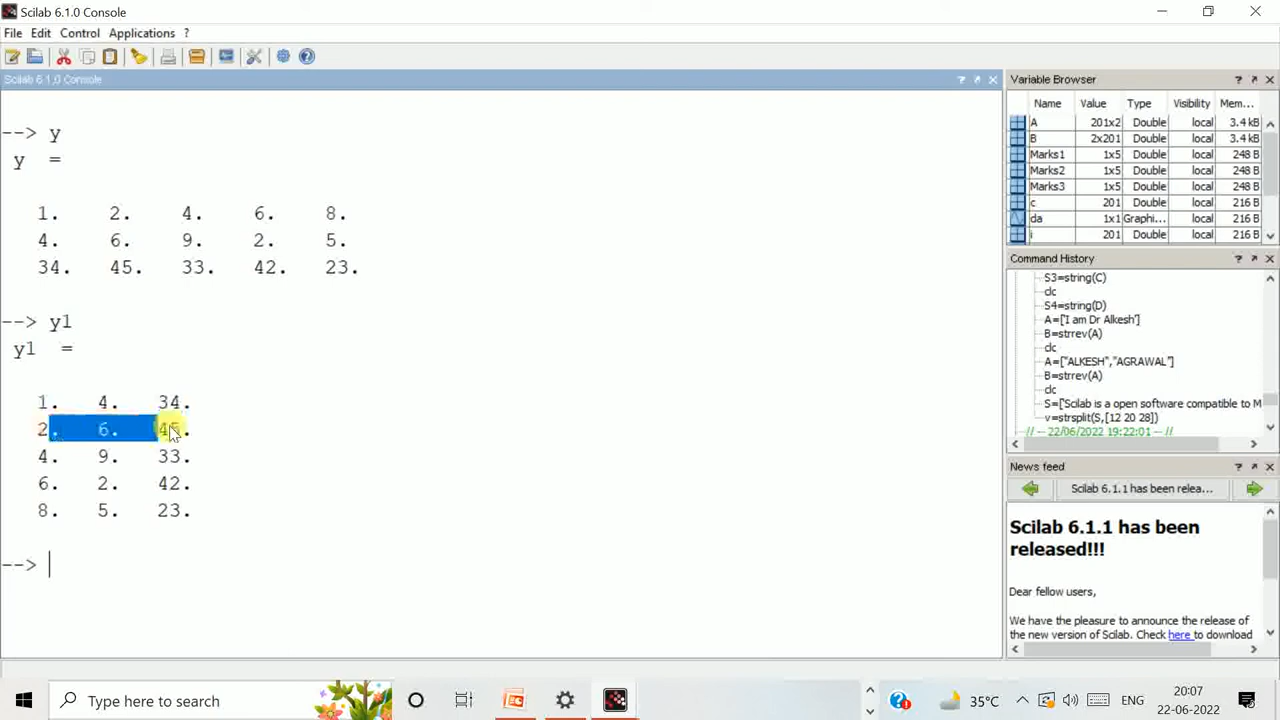 Scilab 6.1.0 Console
File Edit Control Applications ?
Scilab 6.1.0 Console
--> y
y =
1. 2. 4. 6. 8.
4. 6. 9. 2. 5.
34. 45. 33. 42. 23.
--> y1
y1 =
1. 4. 34.
2. 6. 45.
4. 9. 33.
6. 2. 42.
8. 5. 23.
-->
Variable Browser
Name Value Type Visibility Mem...
A 201x2 Double local 3.4 kB
B 2x201 Double local 3.4 kB
Marks1 1x5 Double local 248 B
Marks2 1x5 Double local 248 B
Marks3 1x5 Double local 248 B
c 201 Double local 216 B
da 1x1 Graphi... local 216 B
i 201 Double local 216 B
Command History
S3=string(C)
clc
S4=string(D)
A=['I am Dr Alkesh']
B=strrev(A)
clc
A=["ALKESH","AGRAWAL"]
B=strrev(A)
clc
S=["Scilab is a open software compatible to M
v=strsplit(S,[12 20 28])
// -- 22/06/2022 19:22:01 -- //
News feed
Scilab 6.1.1 has been relea...
Scilab 6.1.1 has been
released!!!
Dear fellow users,
We have the pleasure to announce the release of
the new version of Scilab. Check here to download
Type here to search
35°C
ENG
20:07
22-06-2022